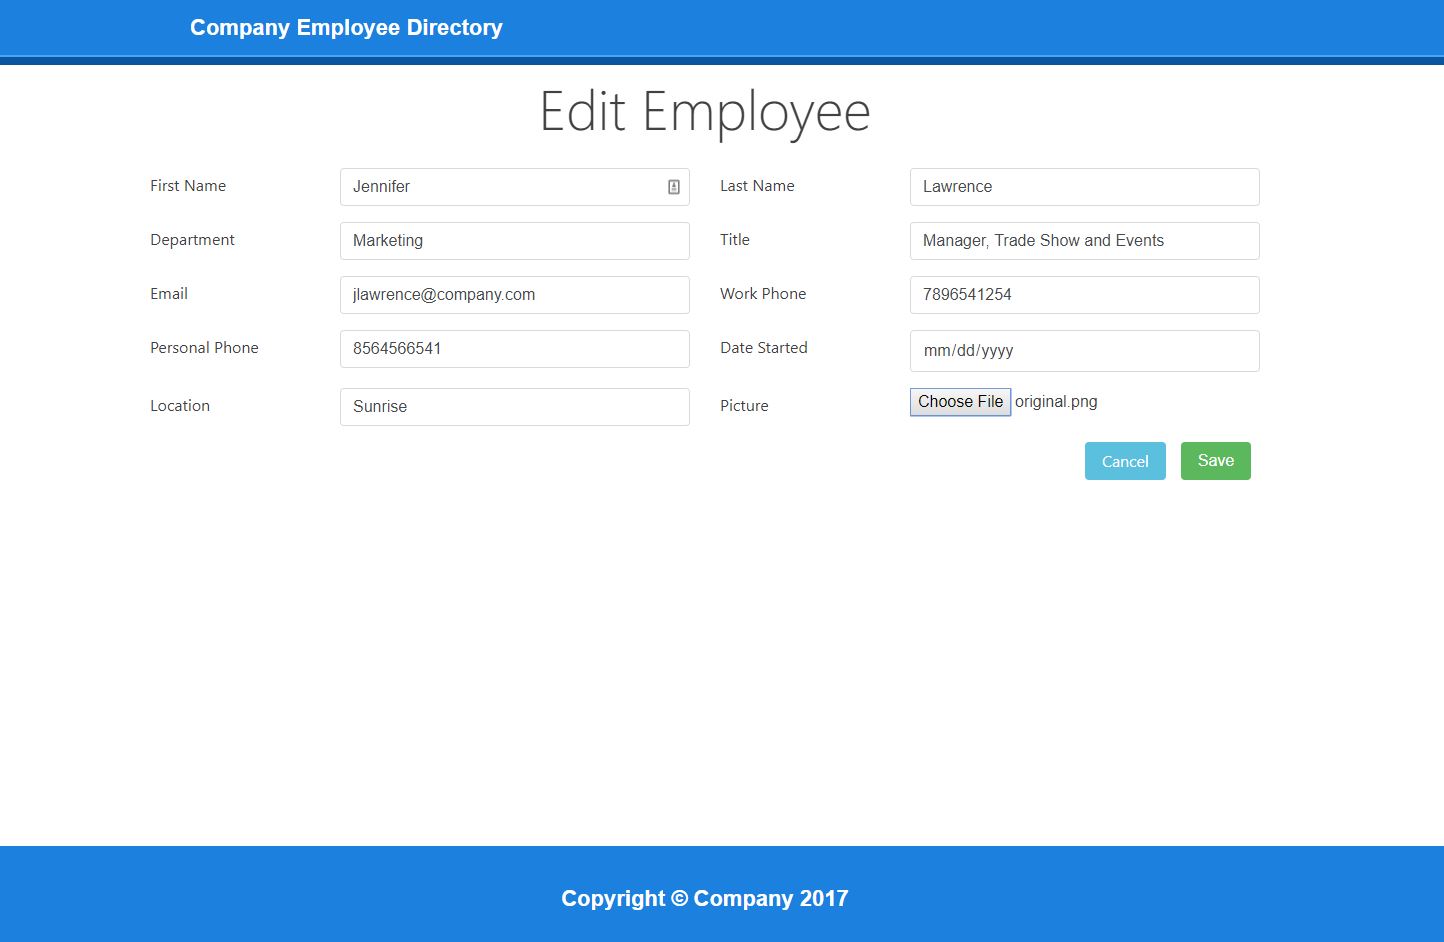 Company Employee Directory
Edit Employee
First Name Jennifer Last Name Lawrence
Department Marketing Title Manager, Trade Show and Events
Email jlawrence@company.com Work Phone 7896541254
Personal Phone 8564566541 Date Started mm/dd/yyyy
Location Sunrise Picture Choose File original.png
Cancel Save
Copyright © Company 2017